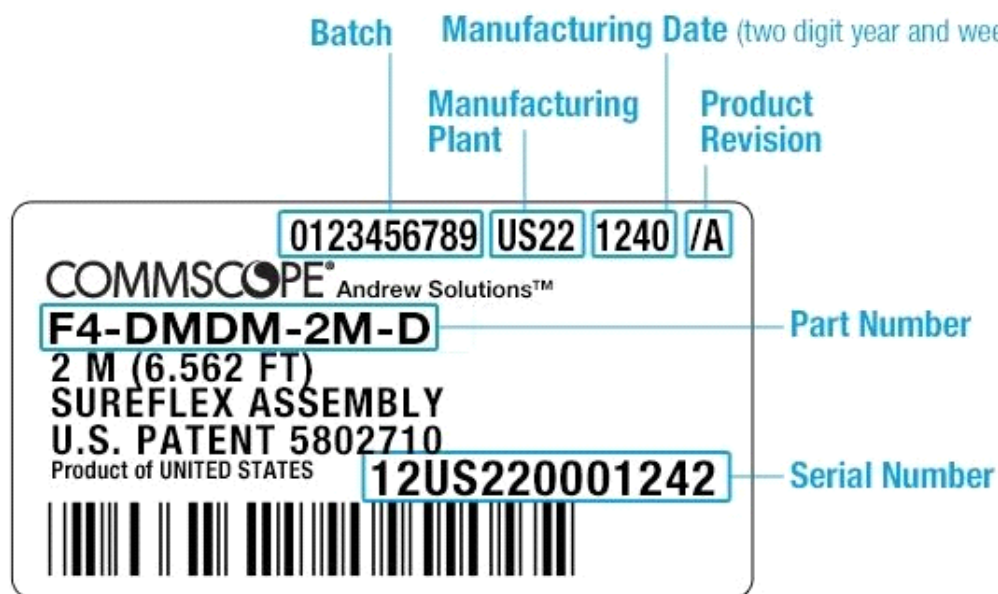 Batch Manufacturing Date (two digit year and wee
Manufacturing Plant
Product Revision
0123456789 US22 1240 /A
COMMSCOPE® Andrew Solutions™
F4-DMDM-2M-D
Part Number
2 M (6.562 FT)
SUREFLEX ASSEMBLY
U.S. PATENT 5802710
Product of UNITED STATES
12US220001242
Serial Number